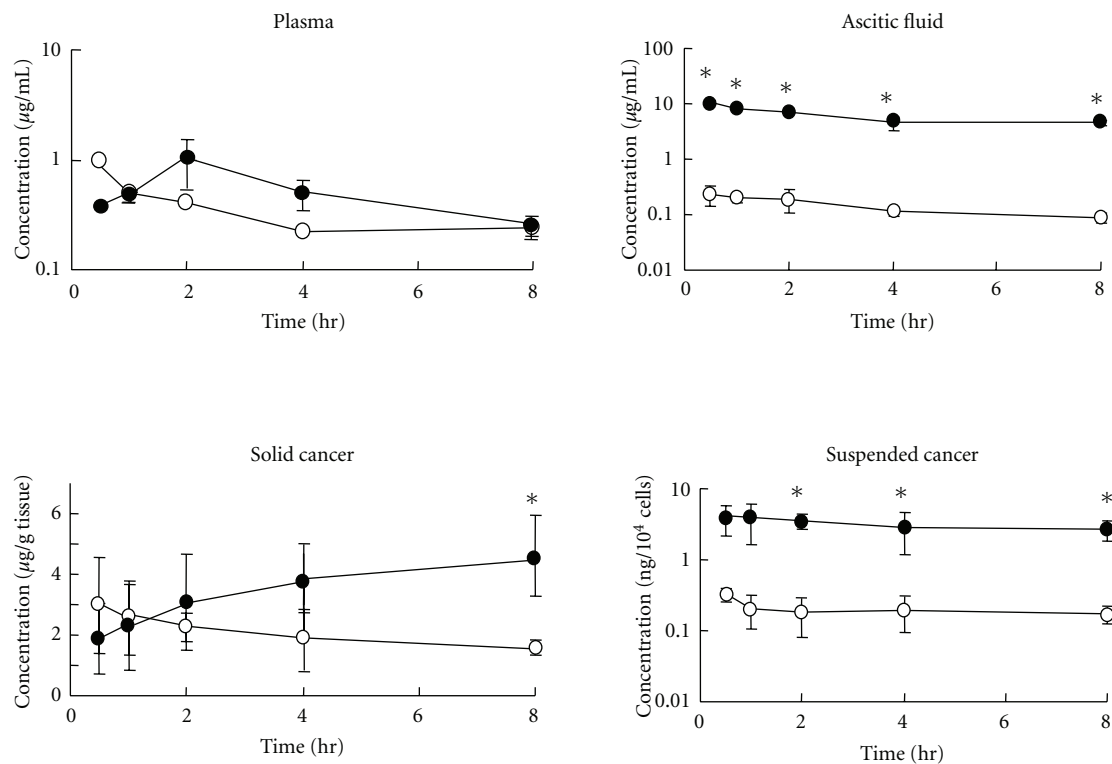 Plasma
10
1
0.1
0 2 4 6 8
Concentration (μg/mL)
Time (hr)
Ascitic fluid
∗ ∗ ∗ ∗ ∗
100
10
1
0.1
0.01
0 2 4 6 8
Concentration (μg/mL)
Time (hr)
Solid cancer
∗
6
4
2
0
0 2 4 6 8
Concentration (μg/g tissue)
Time (hr)
Suspended cancer
∗ ∗ ∗
10
1
0.1
0.01
0 2 4 6 8
Concentration (ng/10⁴ cells)
Time (hr)